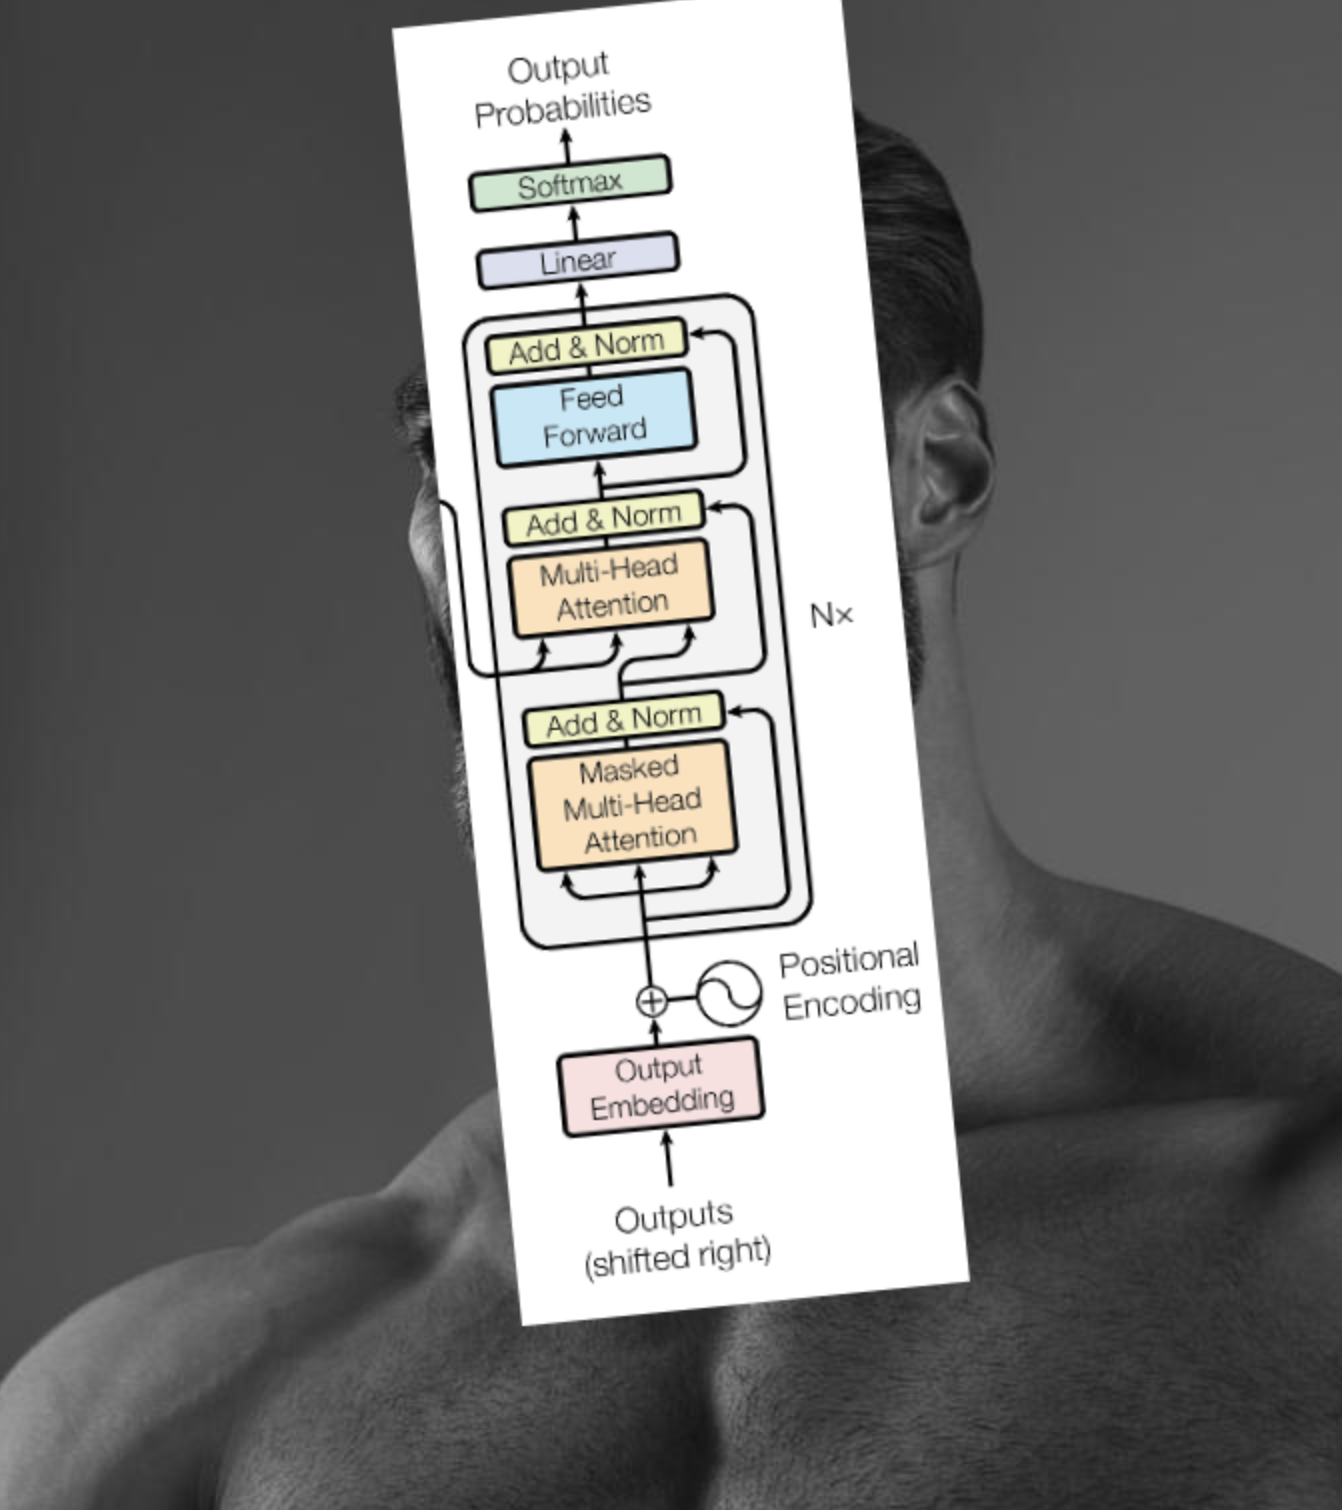 Output
Probabilities
Softmax
Linear
Add & Norm
Feed
Forward
Add & Norm
Multi-Head
Attention
N×
Add & Norm
Masked
Multi-Head
Attention
Positional
Encoding
Output
Embedding
Outputs
(shifted right)